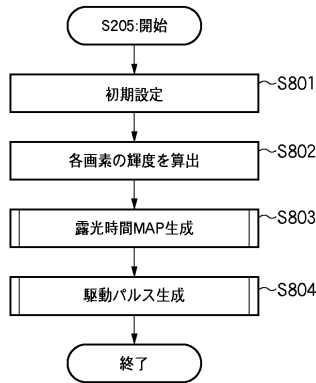 S205:開始
初期設定
S801
各画素の輝度を算出
S802
露光時間MAP生成
S803
駆動パルス生成
S804
終了